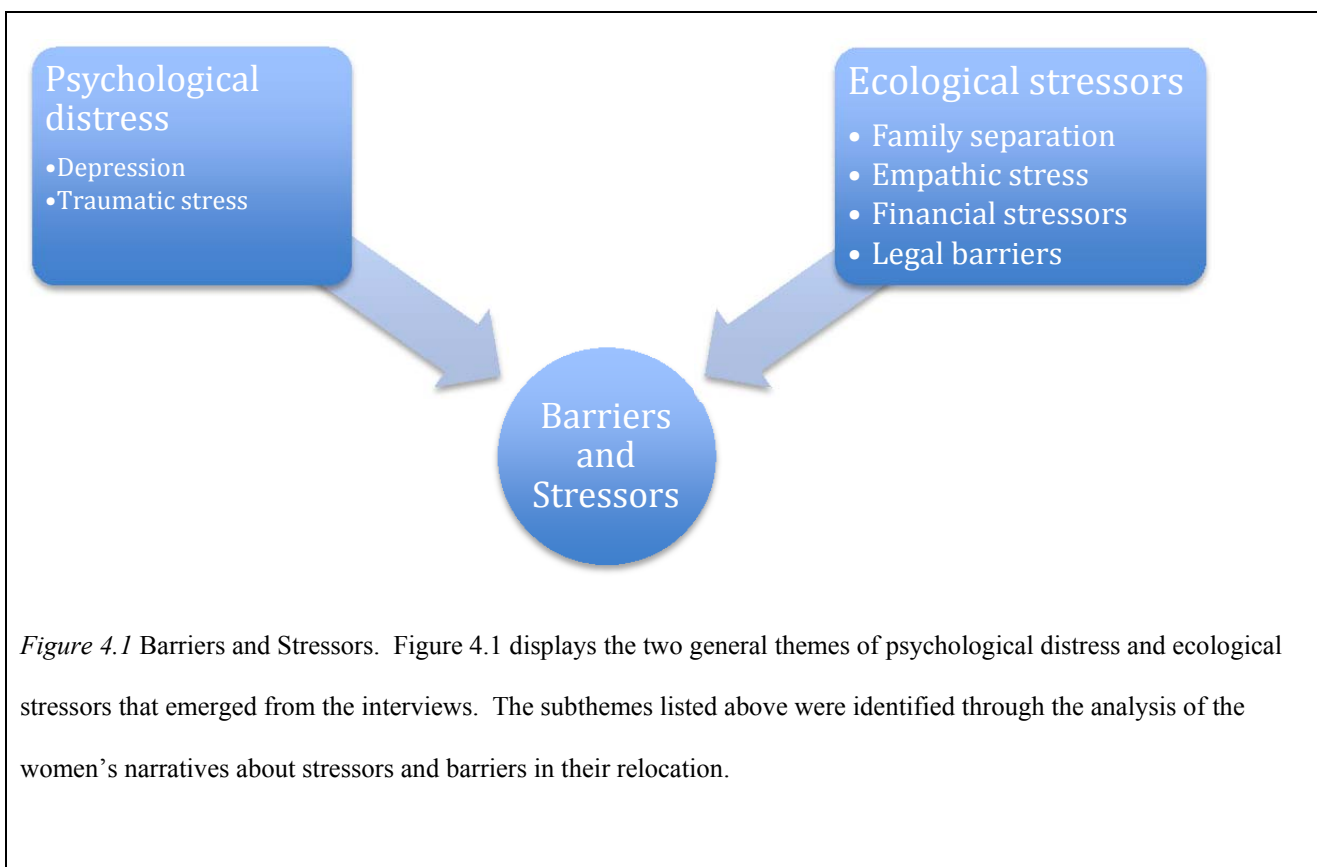 Psychological
distress
•Depression
•Traumatic stress
Ecological stressors
• Family separation
• Empathic stress
• Financial stressors
• Legal barriers
Barriers
and
Stressors
Figure 4.1 Barriers and Stressors.  Figure 4.1 displays the two general themes of psychological distress and ecological
stressors that emerged from the interviews.  The subthemes listed above were identified through the analysis of the
women’s narratives about stressors and barriers in their relocation.